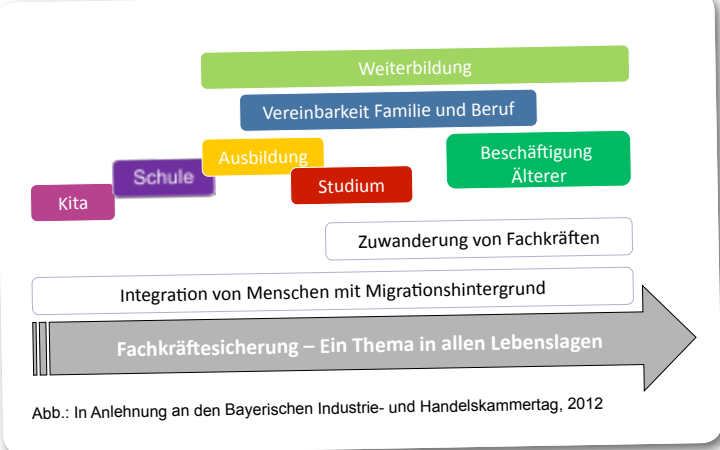 Weiterbildung
Vereinbarkeit Familie und Beruf
Ausbildung
Beschäftigung
Älterer
Schule
Studium
Kita
Zuwanderung von Fachkräften
Integration von Menschen mit Migrationshintergrund
Fachkräftesicherung – Ein Thema in allen Lebenslagen
Abb.: In Anlehnung an den Bayerischen Industrie- und Handelskammertag, 2012